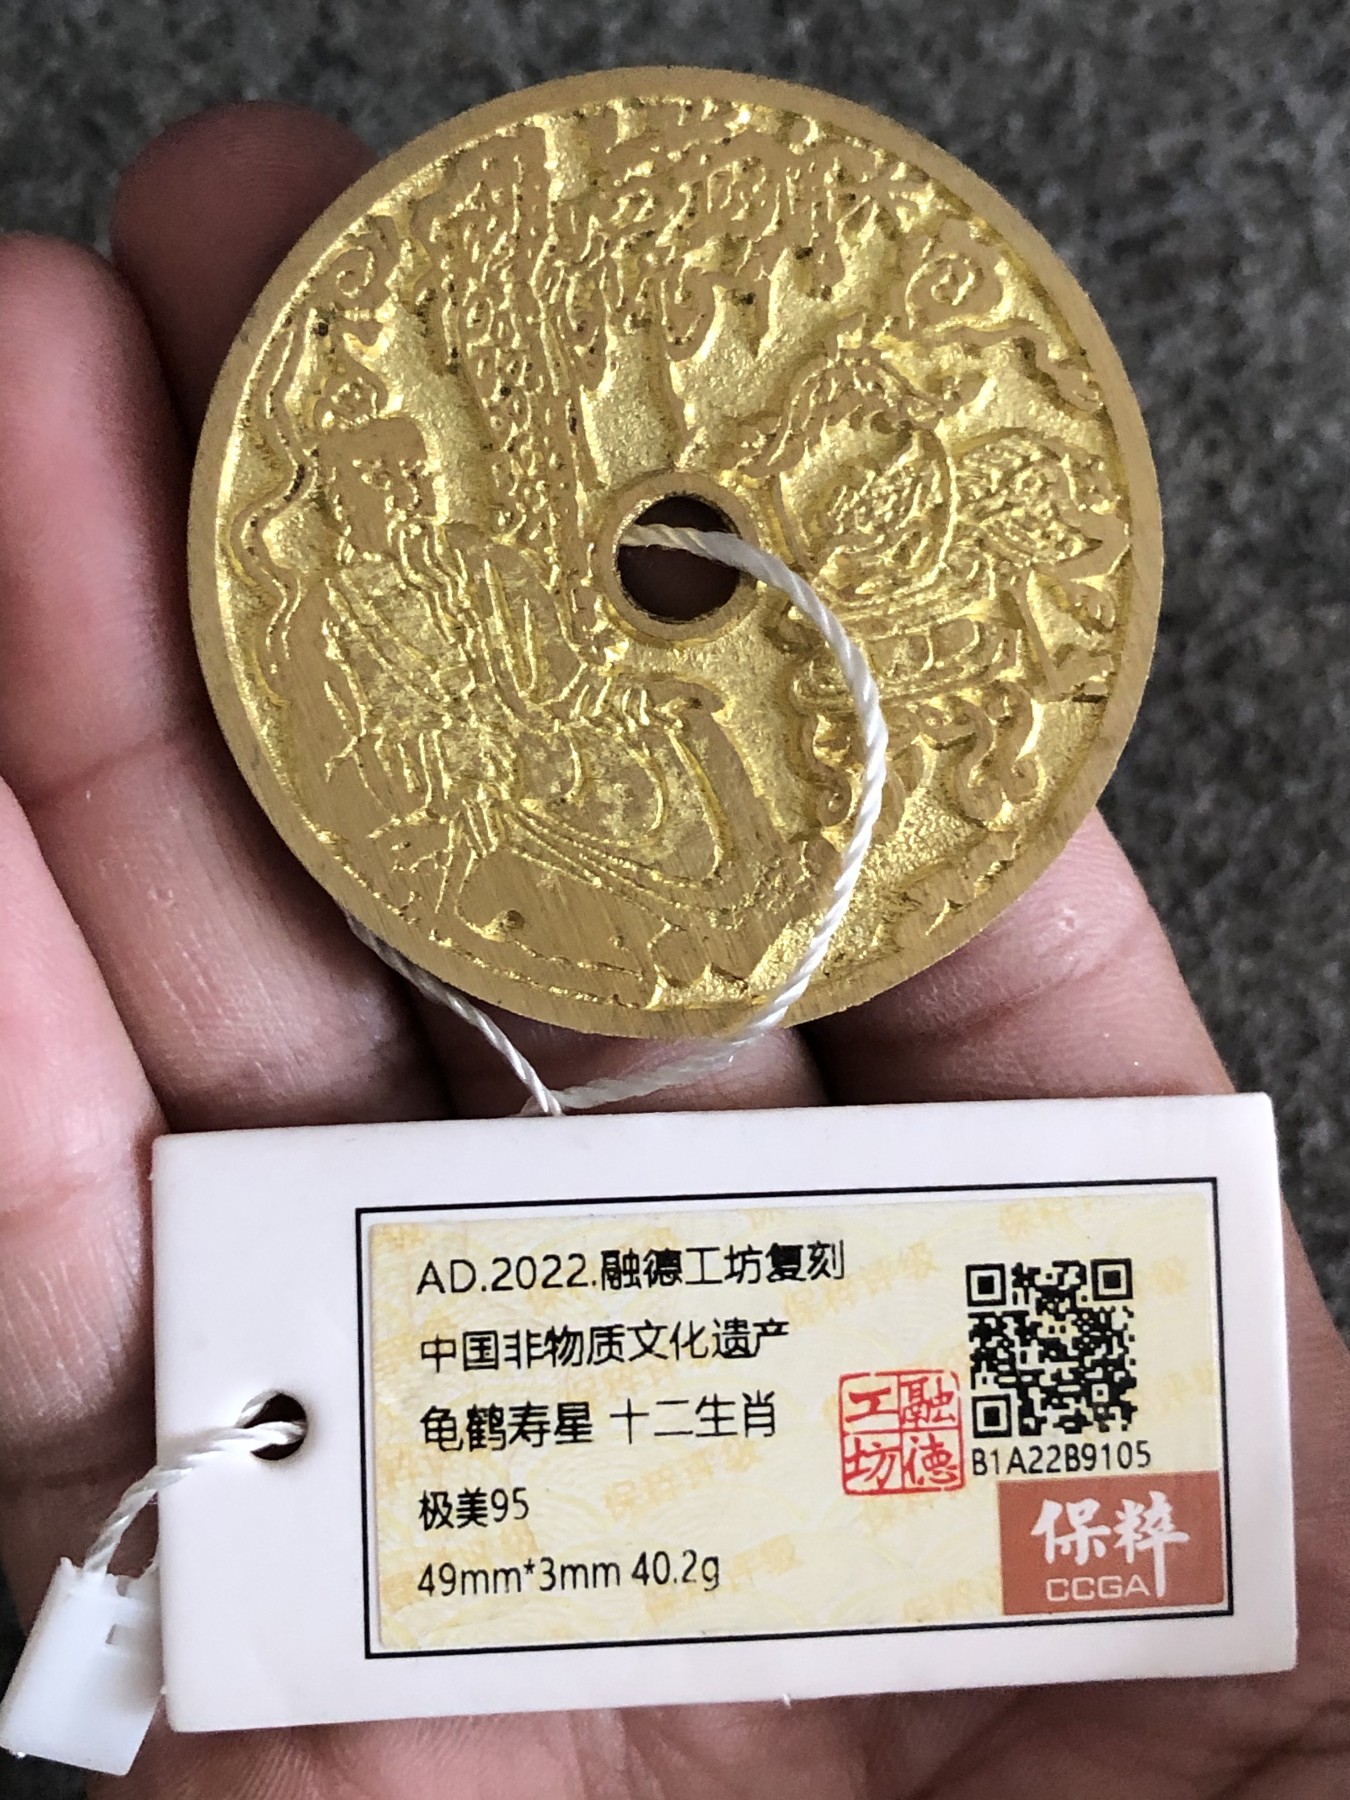 AD.2022.融德工坊复刻
中国非物质文化遗产
龟鹤寿星 十二生肖
极美95
49mm*3mm 40.2g
融德
工坊
B1A22B9105
保粹
CCGA